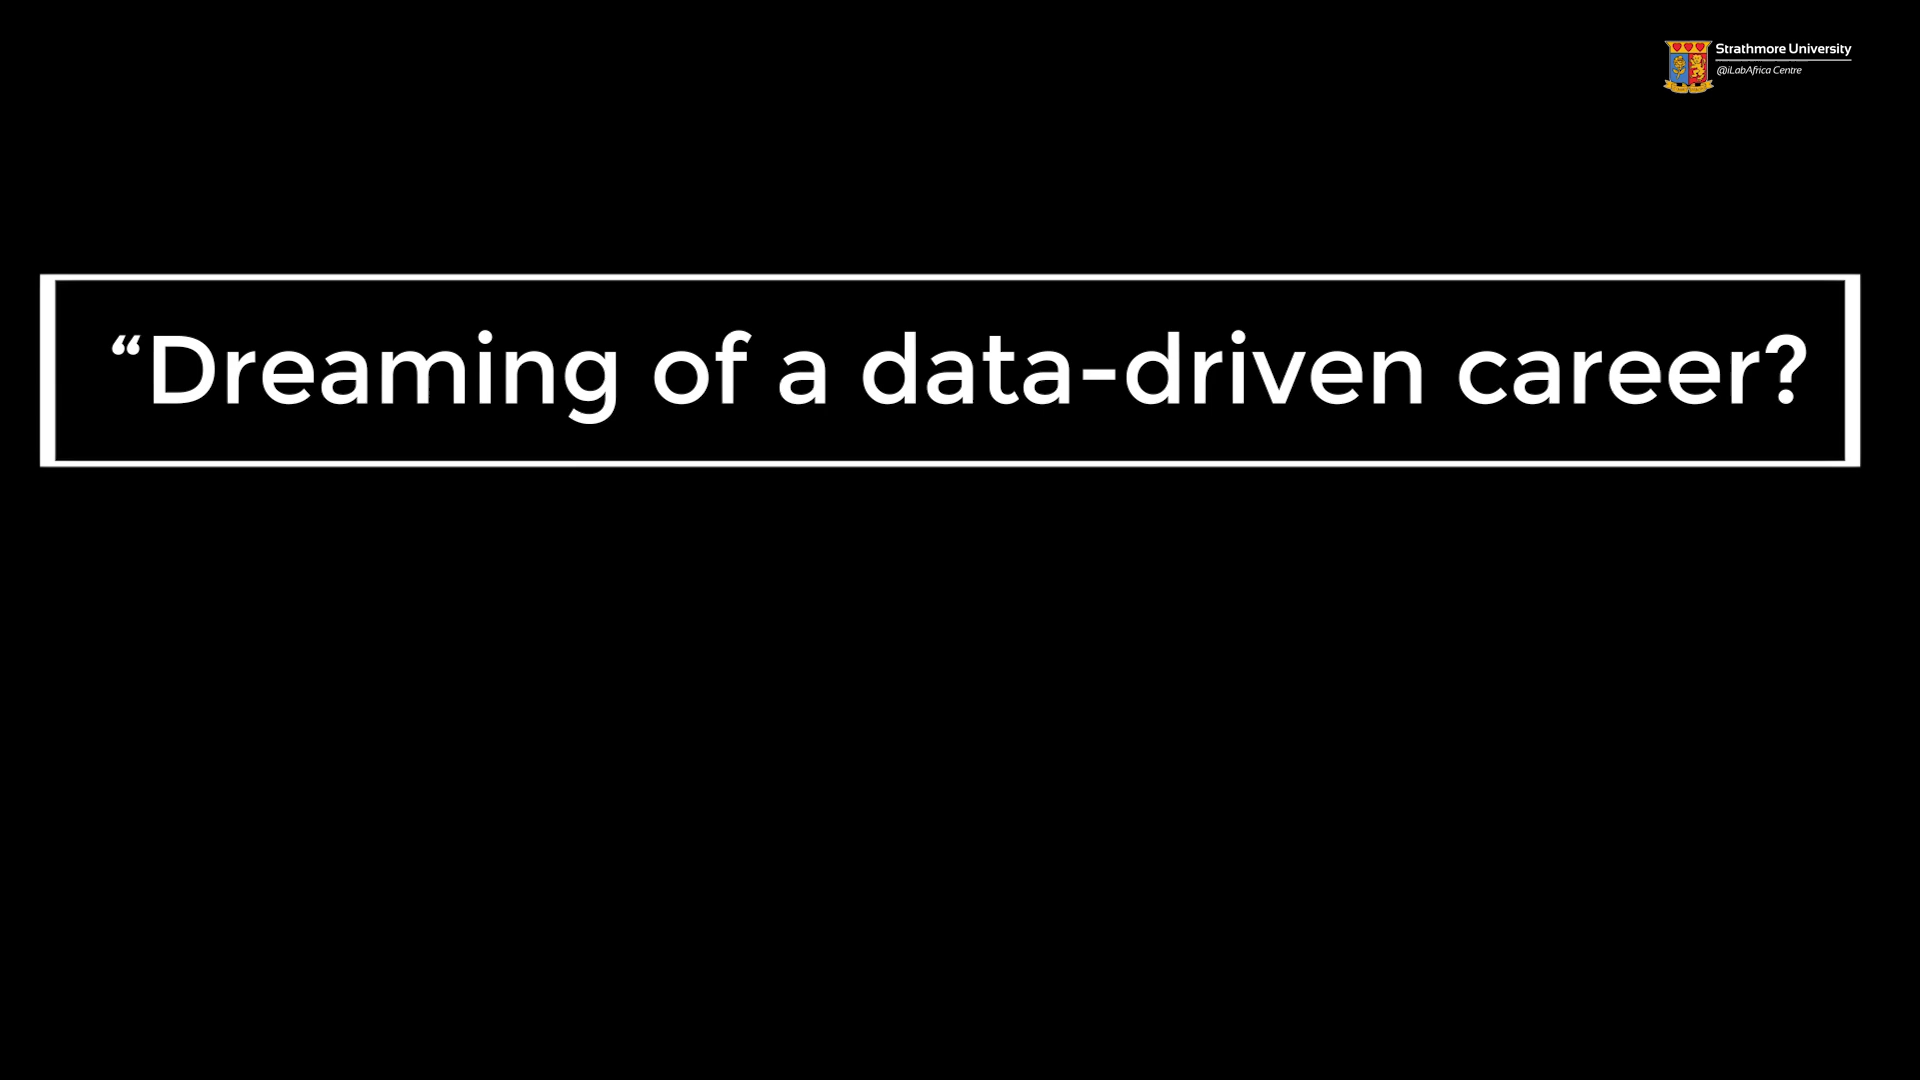 Strathmore University
@iLabAfrica Centre
“Dreaming of a data-driven career?